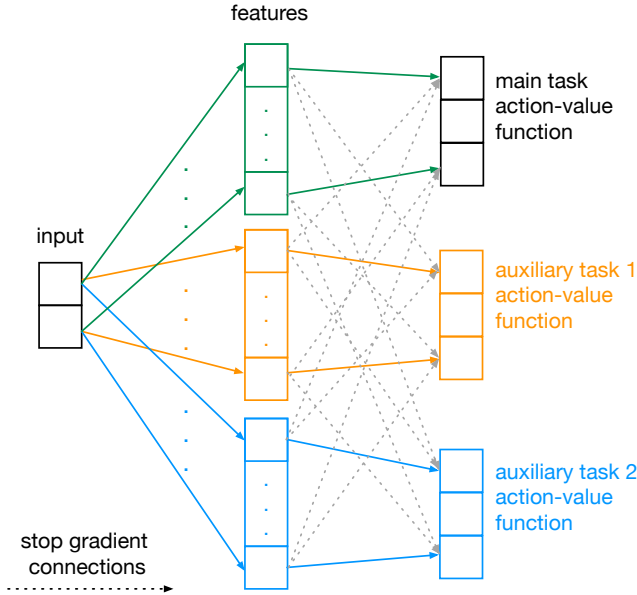 features
main task
action-value
function
input
auxiliary task 1
action-value
function
auxiliary task 2
action-value
function
stop gradient
connections